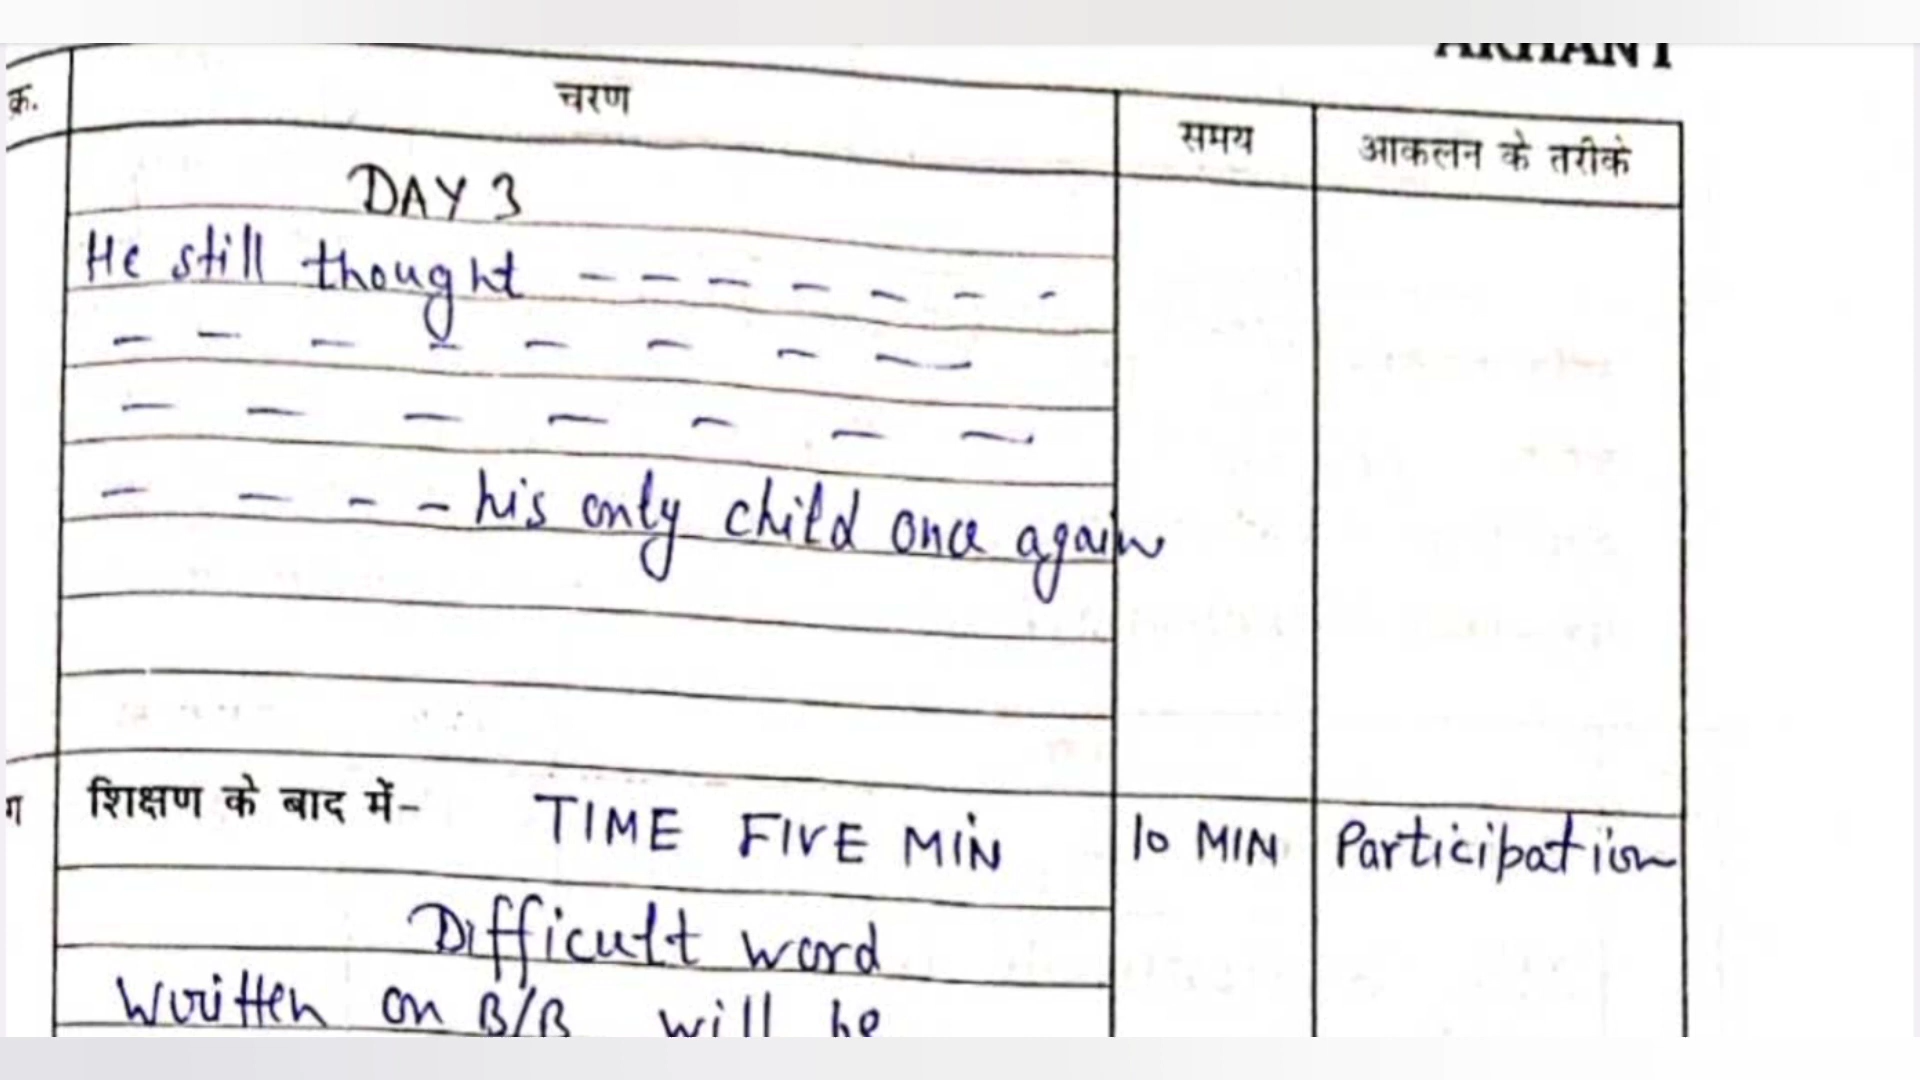 ARHANT
क्र.
चरण
समय
आकलन के तरीके
DAY 3
He still thought - - - - - - -
- - - - - - - -
- - - - - - -
- - - - his only child once again
शिक्षण के बाद में- TIME FIVE MIN
10 MIN
Participation
Difficult word
Written on B/B will be